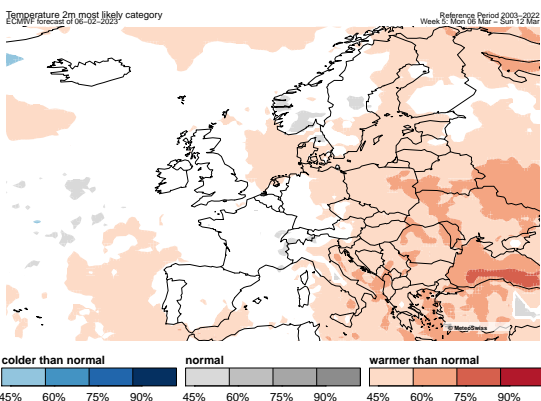 Temperature 2m most likely category
Reference Period 2003–2022
ECMWF forecast of 06–02–2023
Week 5: Mon 06 Mar – Sun 12 Mar
© MeteoSwiss
colder than normal normal warmer than normal
45% 60% 75% 90% 45% 60% 75% 90% 45% 60% 75% 90%